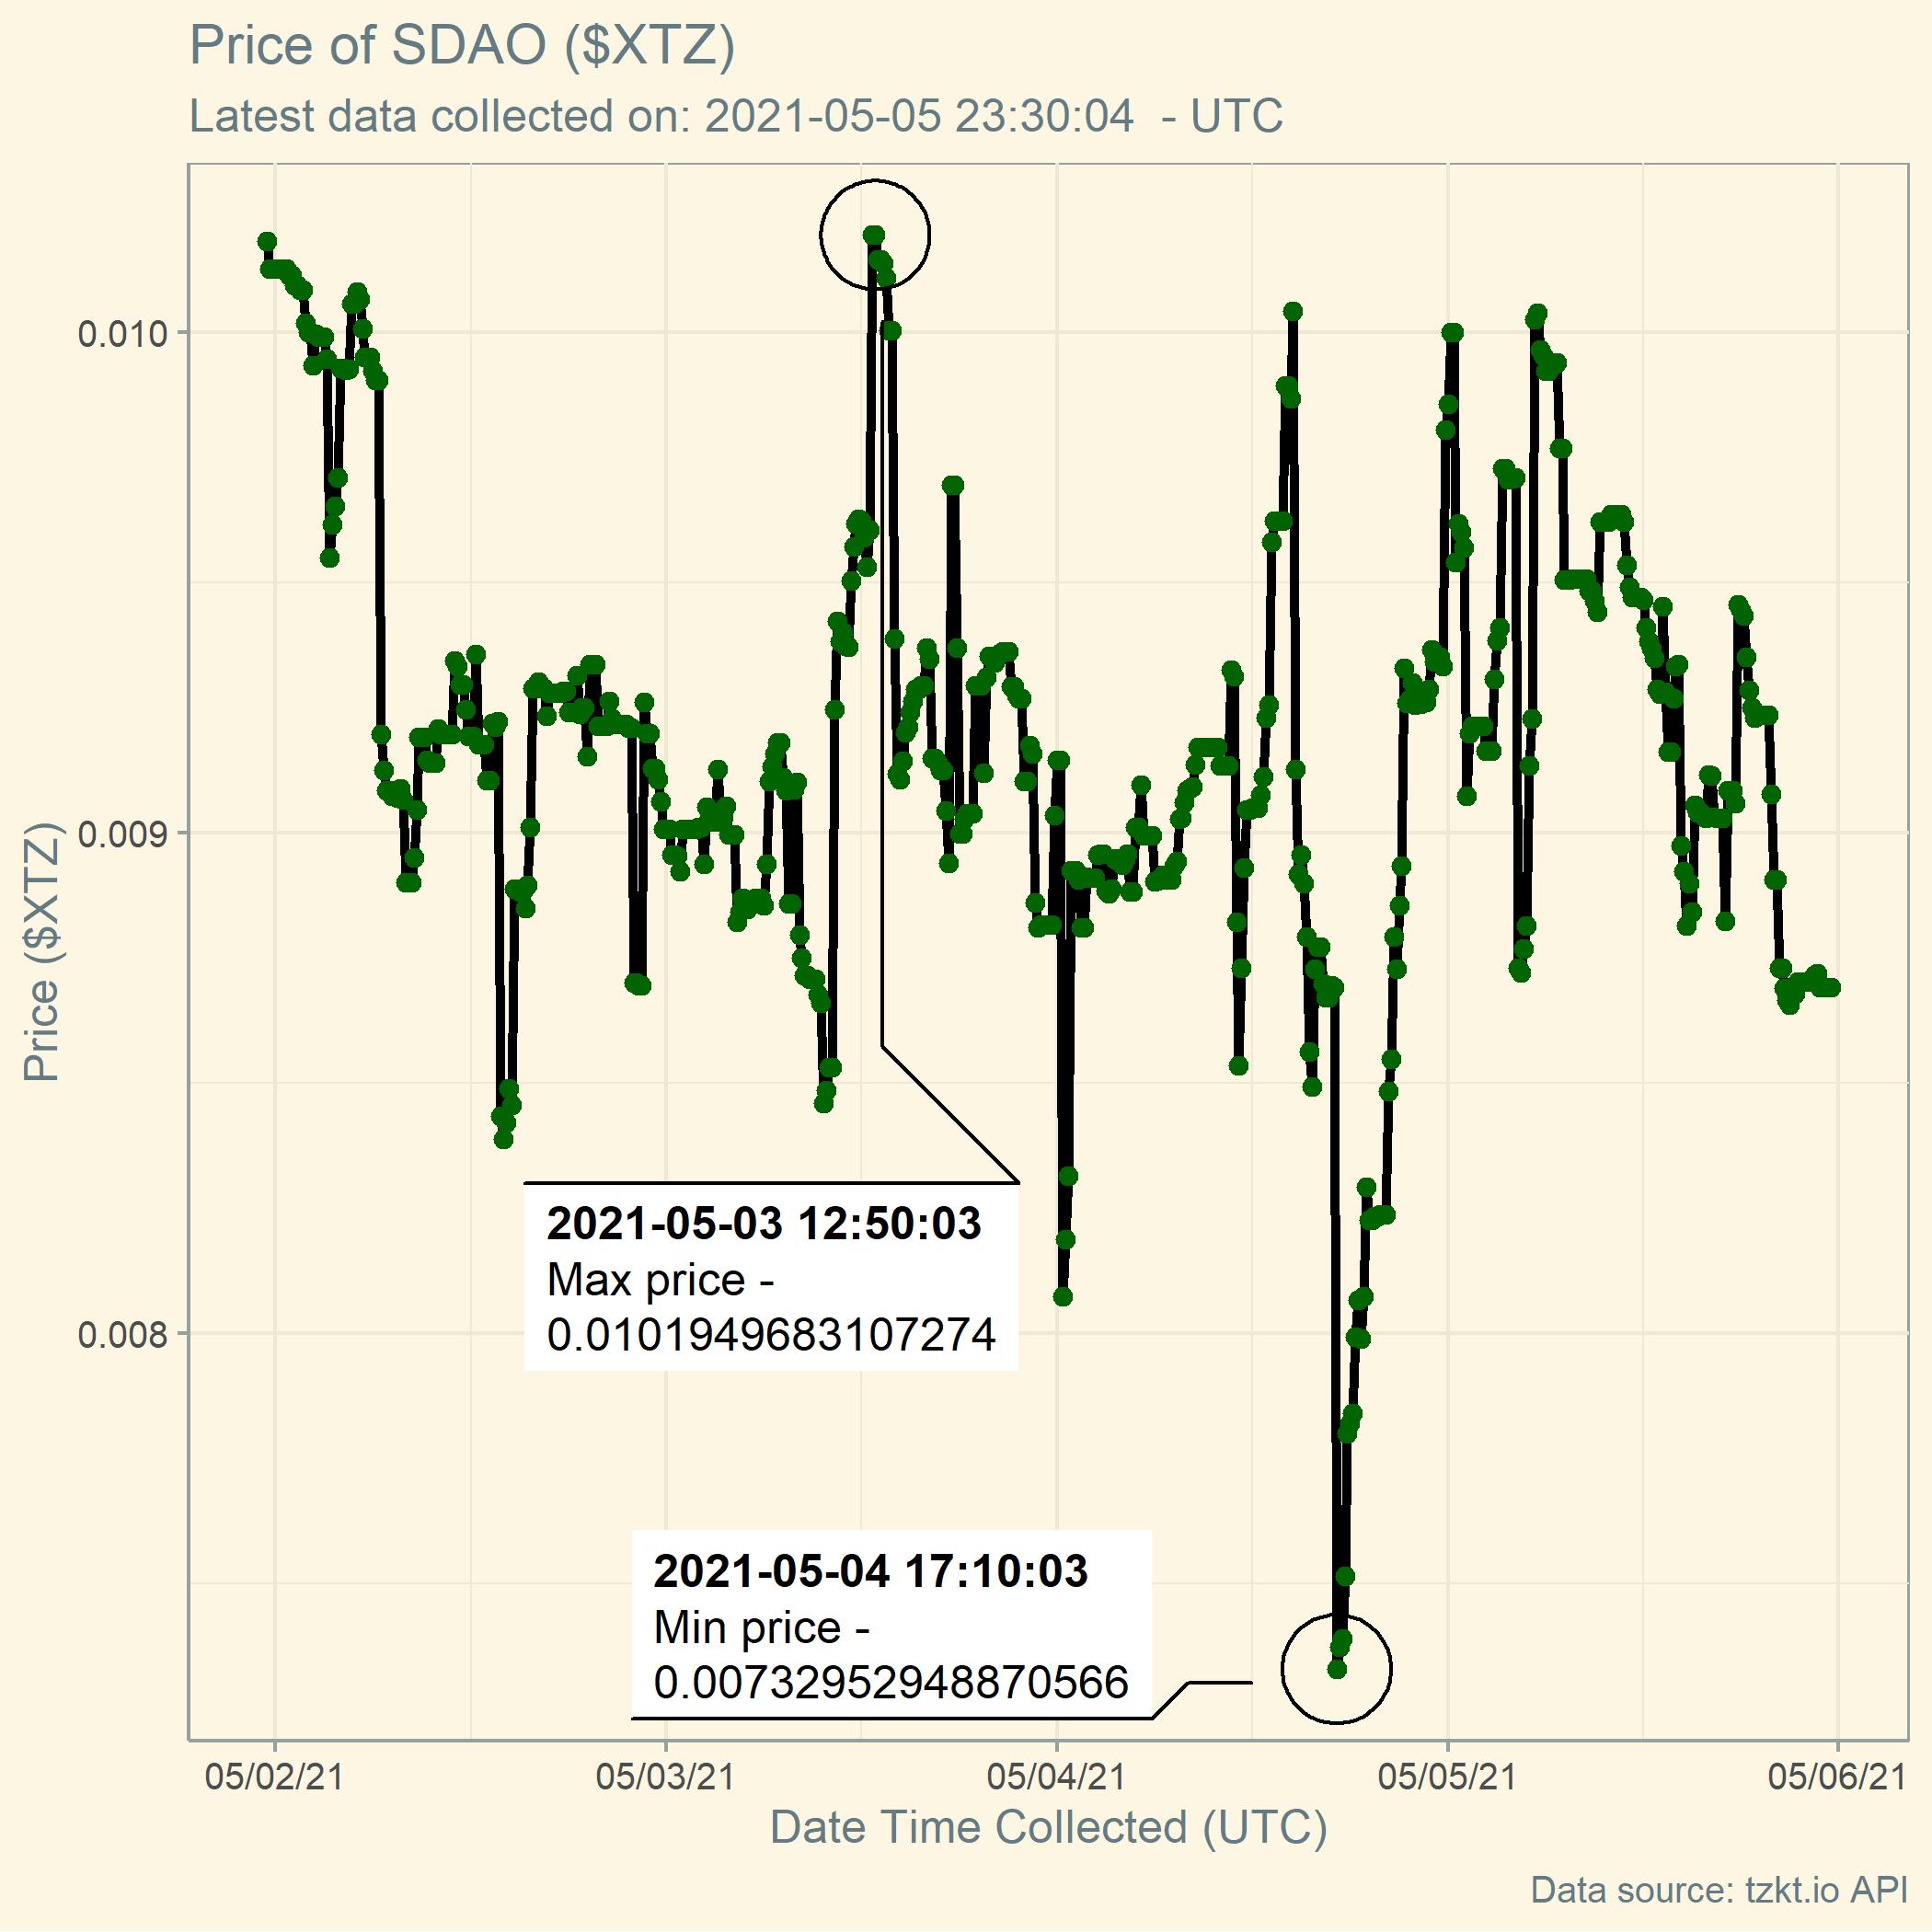 Price of SDAO ($XTZ)
Latest data collected on: 2021-05-05 23:30:04  - UTC
0.010
0.009
0.008
Price ($XTZ)
2021-05-03 12:50:03
Max price -
0.0101949683107274
2021-05-04 17:10:03
Min price -
0.00732952948870566
05/02/21
05/03/21
05/04/21
05/05/21
05/06/21
Date Time Collected (UTC)
Data source: tzkt.io API